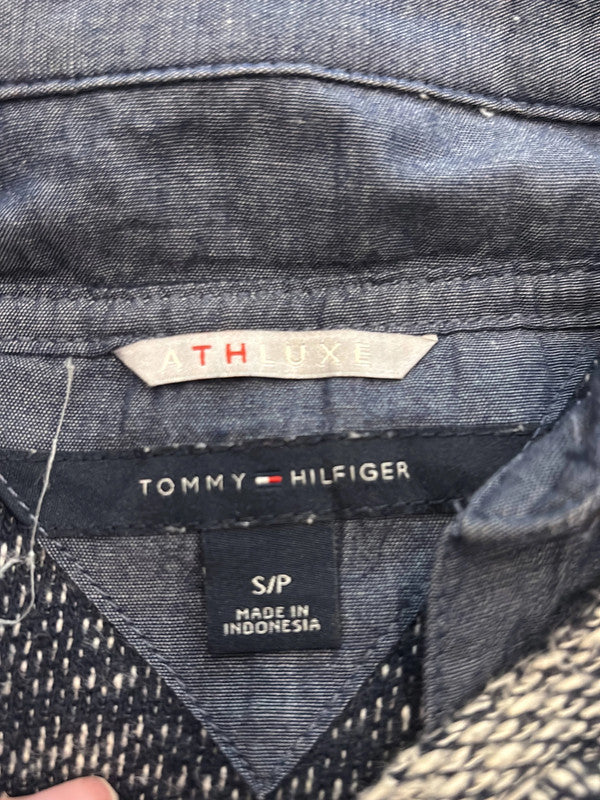 ATHLUXE
TOMMY HILFIGER
S/P
MADE IN
INDONESIA